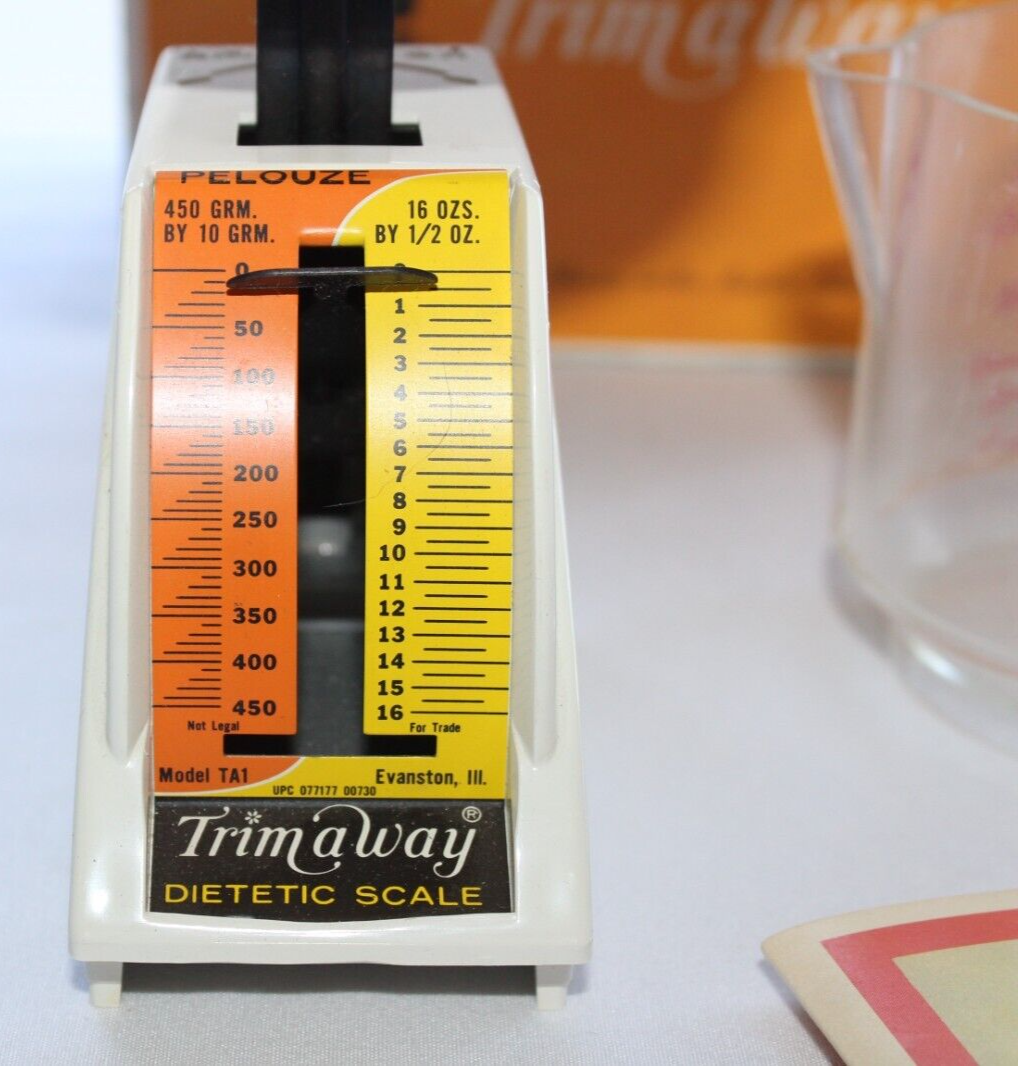 Trimaway
PELOUZE
450 GRM.
BY 10 GRM.
16 OZS.
BY 1/2 OZ.
0
50
100
150
200
250
300
350
400
450
1
2
3
4
5
6
7
8
9
10
11
12
13
14
15
16
Not Legal For Trade
Model TA1 Evanston, Ill.
UPC 077177 00730
Trimaway®
DIETETIC SCALE